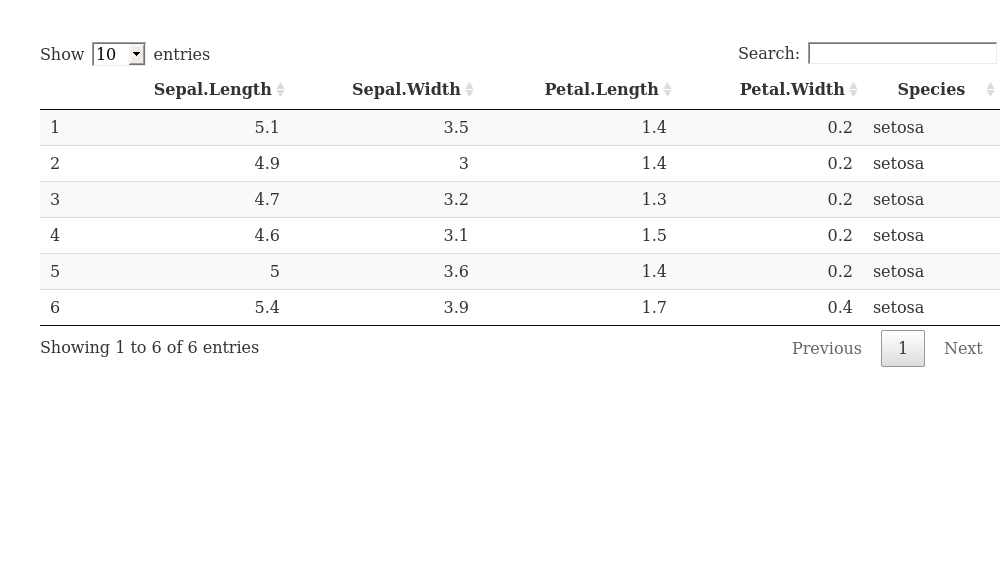 Show 10 entries Search:
Sepal.Length Sepal.Width Petal.Length Petal.Width Species
1 5.1 3.5 1.4 0.2 setosa
2 4.9 3 1.4 0.2 setosa
3 4.7 3.2 1.3 0.2 setosa
4 4.6 3.1 1.5 0.2 setosa
5 5 3.6 1.4 0.2 setosa
6 5.4 3.9 1.7 0.4 setosa
Showing 1 to 6 of 6 entries Previous 1 Next